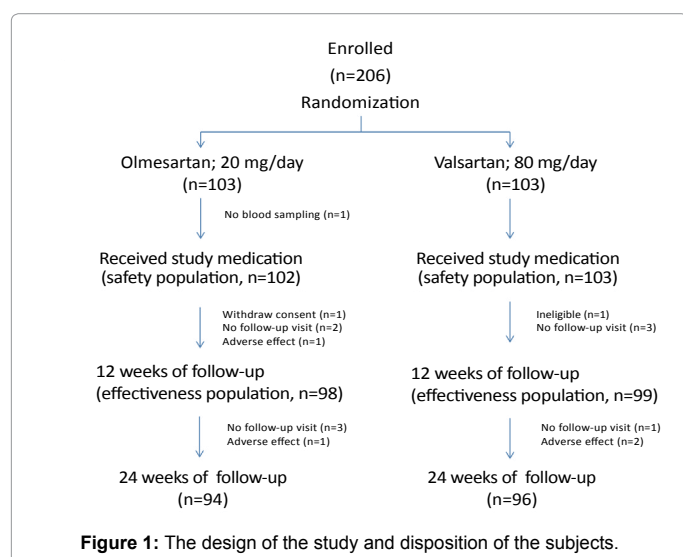 Enrolled
(n=206)
Randomization
Olmesartan; 20 mg/day
(n=103)
Valsartan; 80 mg/day
(n=103)
No blood sampling (n=1)
Received study medication
(safety population, n=102)
Received study medication
(safety population, n=103)
Withdraw consent (n=1)
No follow-up visit (n=2)
Adverse effect (n=1)
Ineligible (n=1)
No follow-up visit (n=3)
12 weeks of follow-up
(effectiveness population, n=98)
12 weeks of follow-up
(effectiveness population, n=99)
No follow-up visit (n=3)
Adverse effect (n=1)
No follow-up visit (n=1)
Adverse effect (n=2)
24 weeks of follow-up
(n=94)
24 weeks of follow-up
(n=96)
Figure 1: The design of the study and disposition of the subjects.